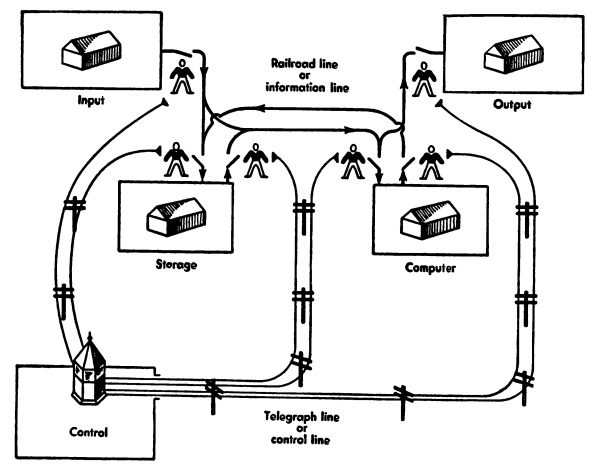 Input
Railroad line
or
information line
Output
Storage
Computer
Control
Telegraph line
or
control line